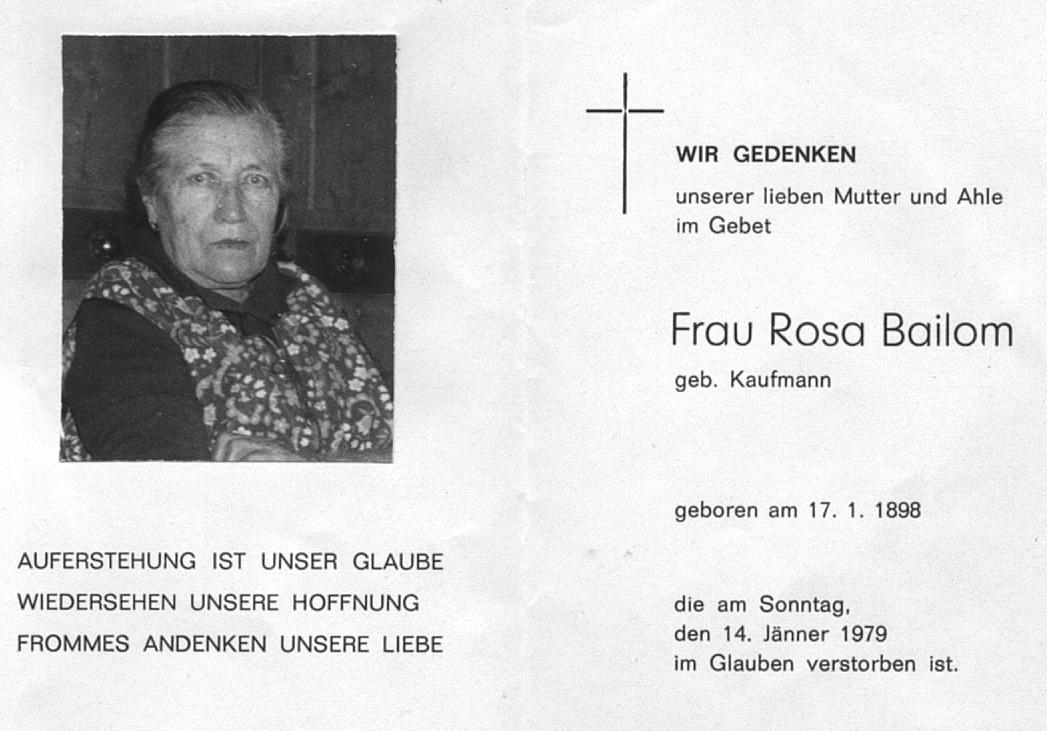 AUFERSTEHUNG IST UNSER GLAUBE
WIEDERSEHEN UNSERE HOFFNUNG
FROMMES ANDENKEN UNSERE LIEBE
WIR GEDENKEN
unserer lieben Mutter und Ahle
im Gebet
Frau Rosa Bailom
geb. Kaufmann
geboren am 17. 1. 1898
die am Sonntag,
den 14. Jänner 1979
im Glauben verstorben ist.